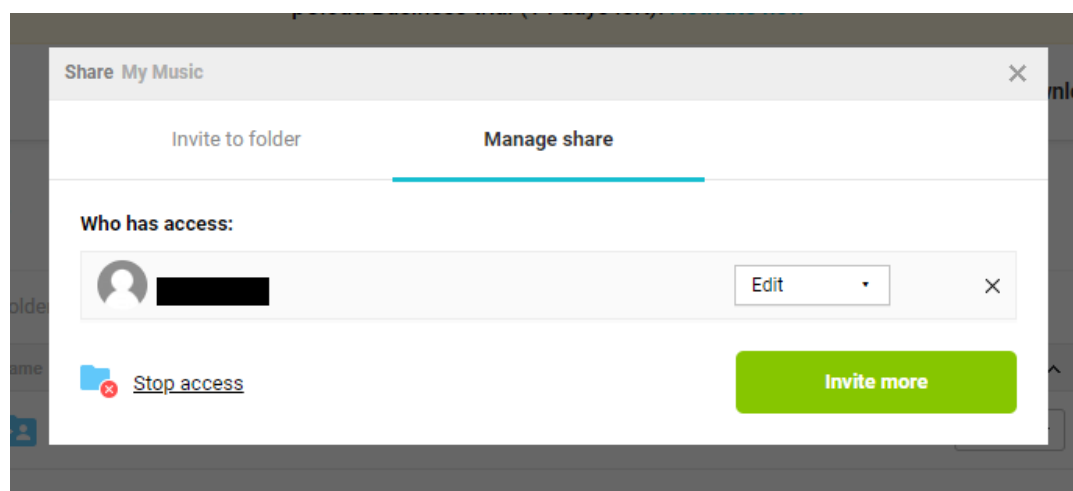 Share My Music
Invite to folder
Manage share
Who has access:
Edit
Stop access
Invite more